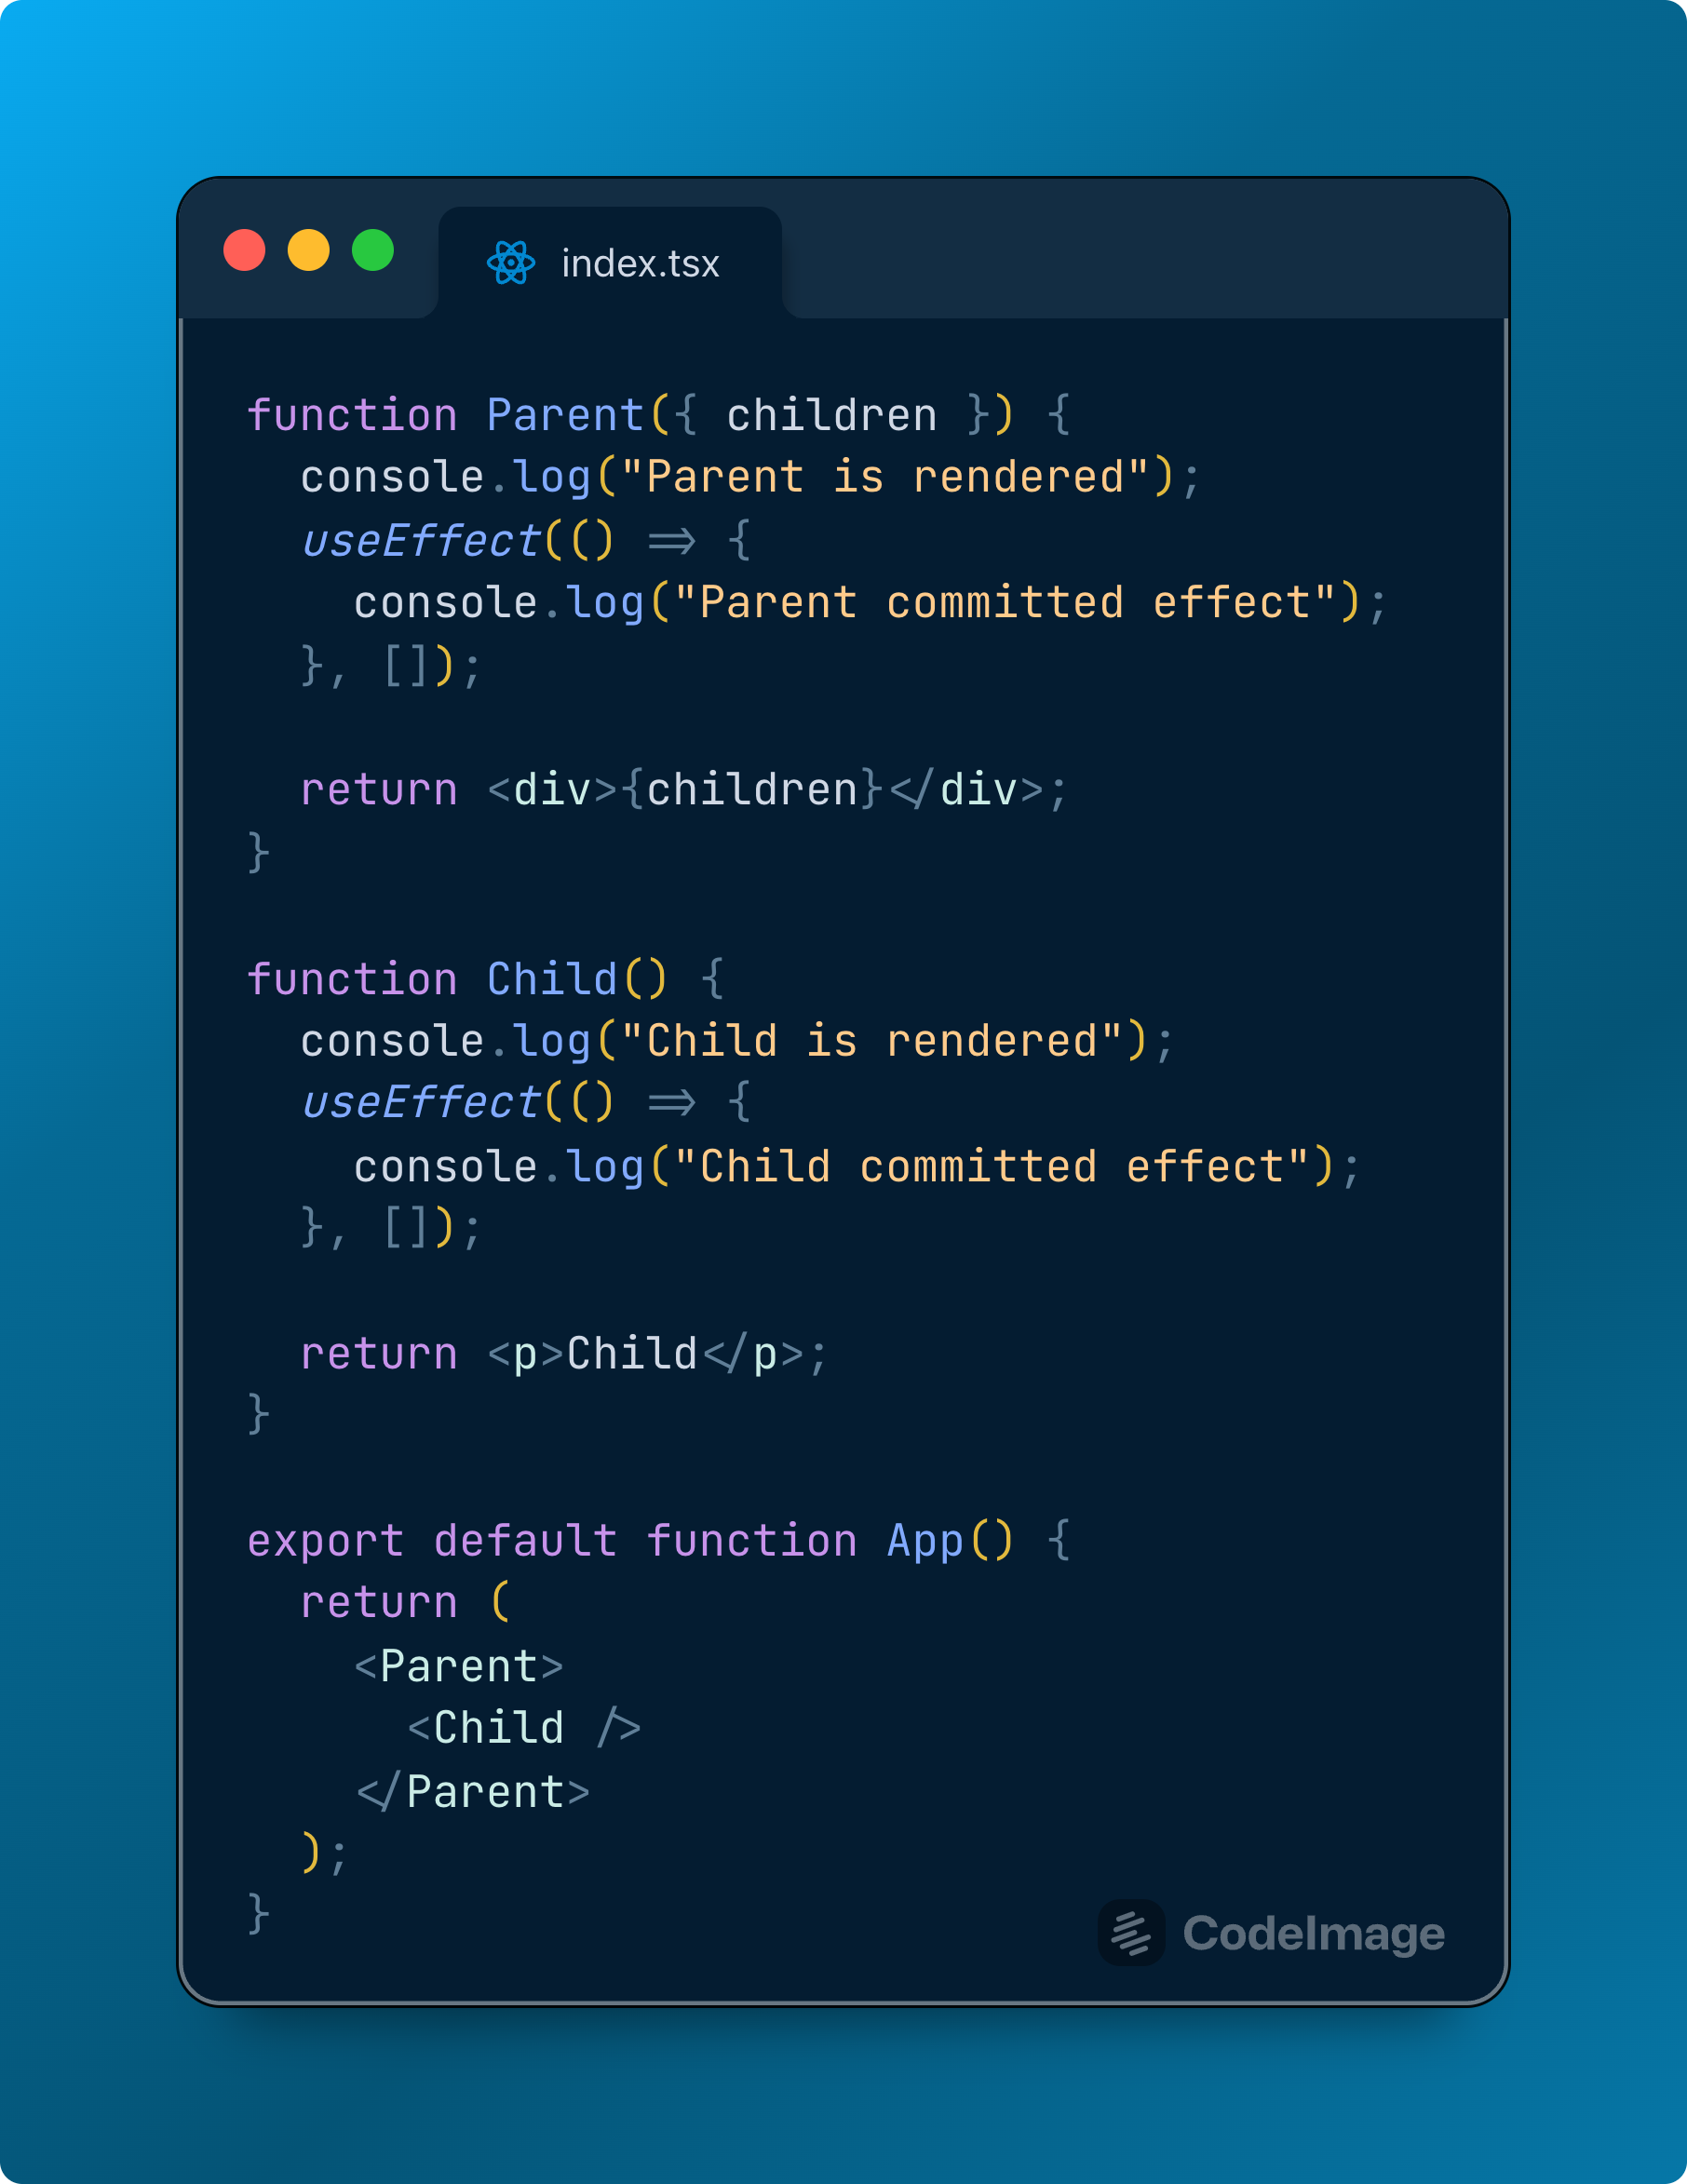 index.tsx
function Parent({ children }) {
  console.log("Parent is rendered");
  useEffect(() => {
    console.log("Parent committed effect");
  }, []);

  return <div>{children}</div>;
}

function Child() {
  console.log("Child is rendered");
  useEffect(() => {
    console.log("Child committed effect");
  }, []);

  return <p>Child</p>;
}

export default function App() {
  return (
    <Parent>
      <Child />
    </Parent>
  );
}
CodeImage